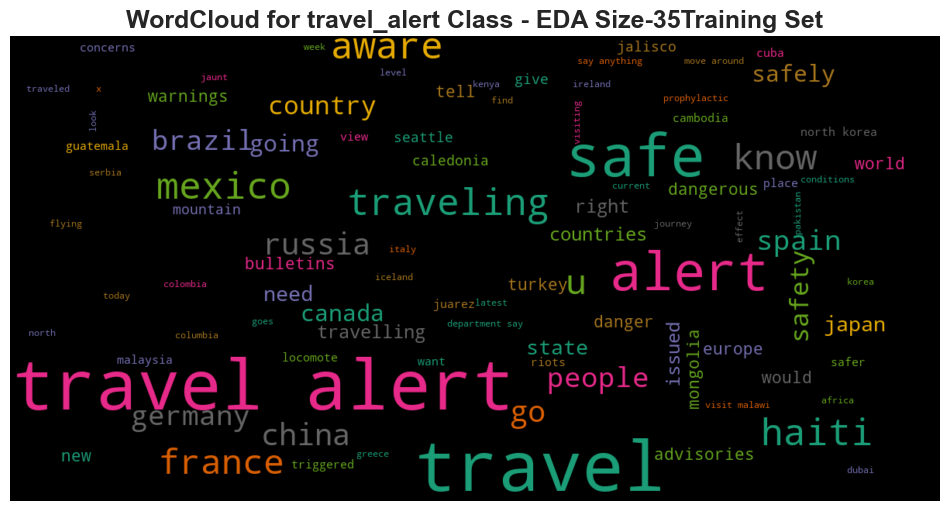 WordCloud for travel_alert Class - EDA Size-35Training Set
concerns
week
aware
jalisco
cuba
say anything
move around
level
traveled
x
jaunt
kenya
give
ireland
safely
warnings
tell
country
find
prophylactic
look
visiting
cambodia
guatemala
brazil
going
view
seattle
safe
know
north korea
world
caledonia
serbia
mexico
current
dangerous
place
conditions
mountain
traveling
right
pakistan
flying
journey
effect
countries
spain
russia
italy
bulletins
iceland
alert
safety
korea
colombia
turkey
u
today
need
juarez
latest
canada
goes
department say
danger
japan
north
columbia
travelling
issued
mongolia
state
europe
malaysia
locomote
want
riots
safer
travel alert
people
would
africa
visit malawi
germany
go
china
haiti
new
france
triggered
greece
travel
advisories
dubai